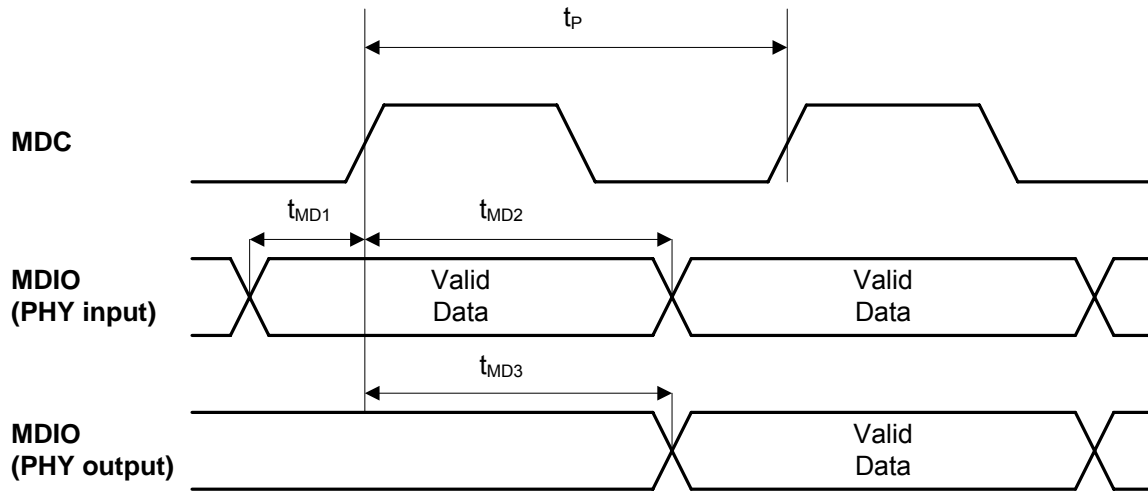 tP
MDC
tMD1
tMD2
MDIO
(PHY input)
Valid
Data
Valid
Data
tMD3
MDIO
(PHY output)
Valid
Data